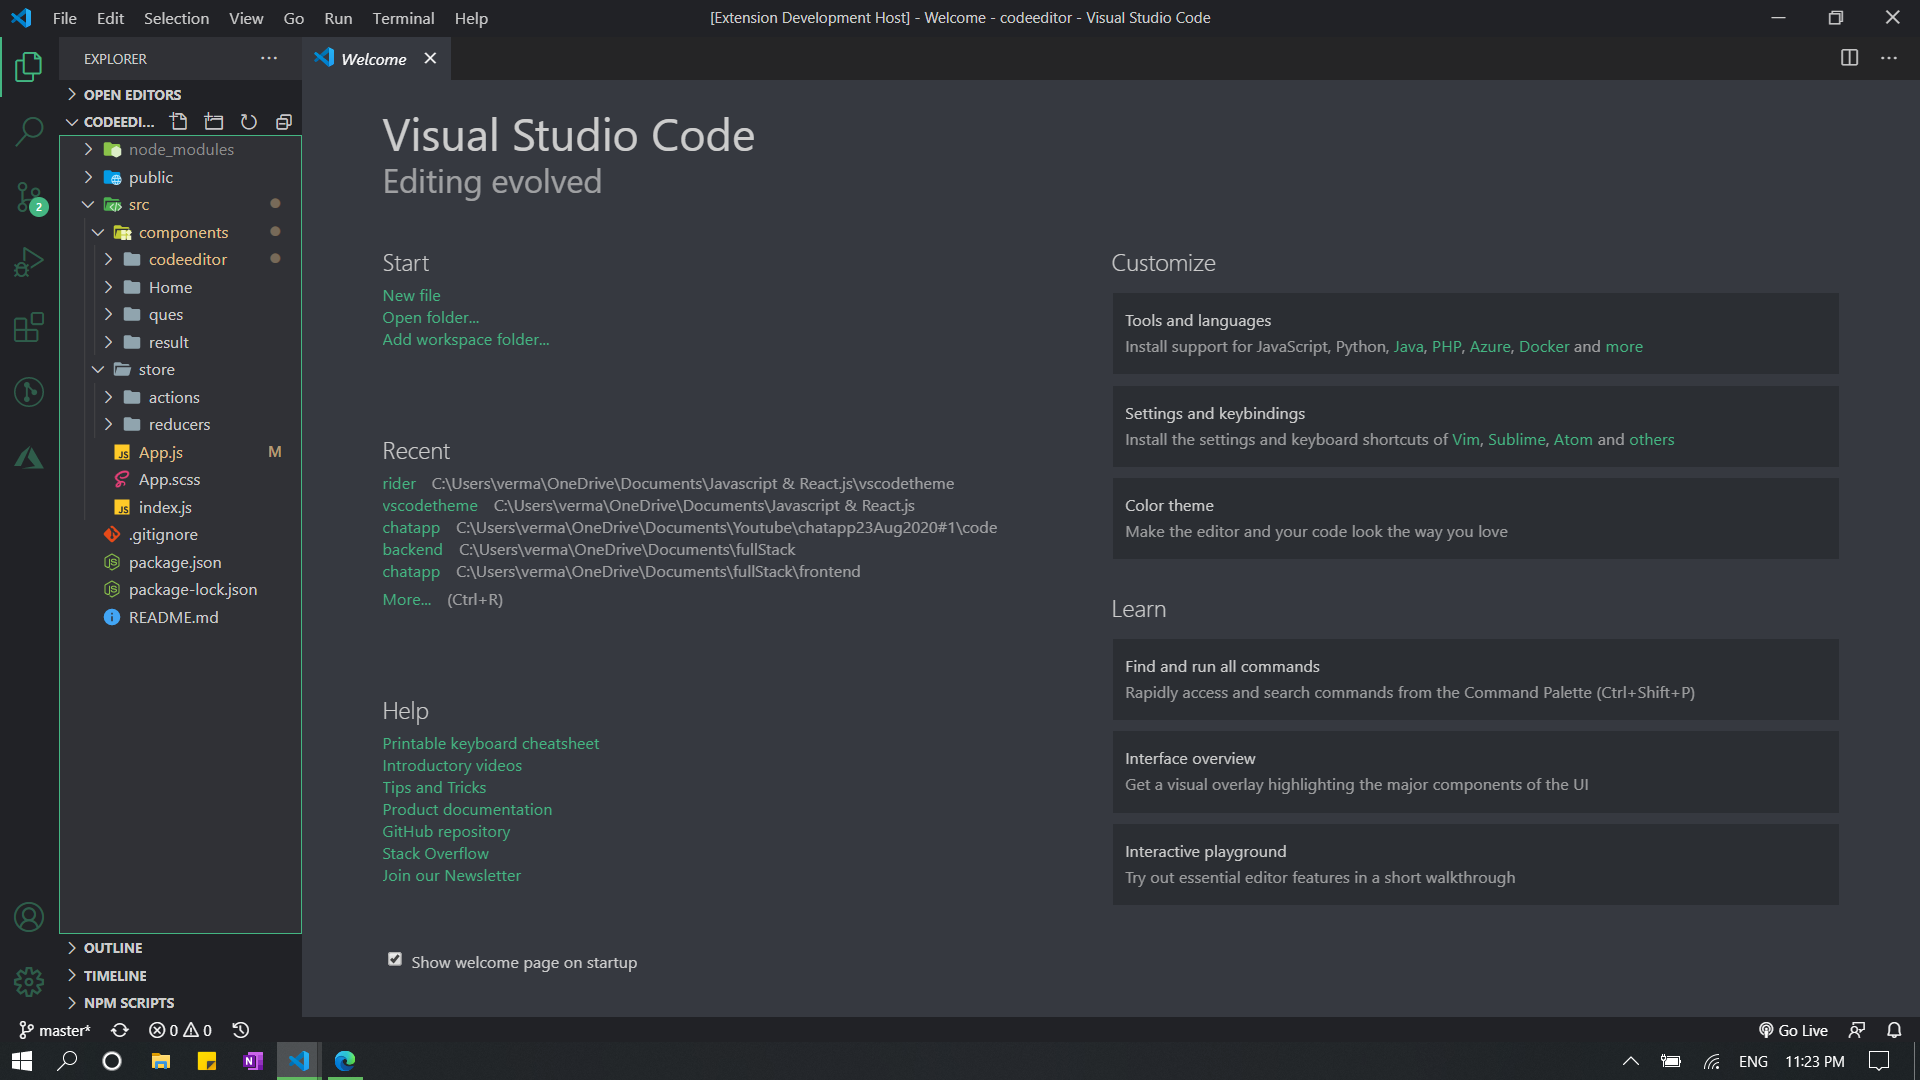 File Edit Selection View Go Run Terminal Help
[Extension Development Host] - Welcome - codeeditor - Visual Studio Code
EXPLORER
Welcome
OPEN EDITORS
CODEEDI...
node_modules
public
src
components
codeeditor
Home
ques
result
store
actions
reducers
App.js M
App.scss
index.js
.gitignore
package.json
package-lock.json
README.md
OUTLINE
TIMELINE
NPM SCRIPTS
2
Visual Studio Code
Editing evolved
Start
New file
Open folder...
Add workspace folder...
Recent
rider C:\Users\verma\OneDrive\Documents\Javascript & React.js\vscodetheme
vscodetheme C:\Users\verma\OneDrive\Documents\Javascript & React.js
chatapp C:\Users\verma\OneDrive\Documents\Youtube\chatapp23Aug2020#1\code
backend C:\Users\verma\OneDrive\Documents\fullStack
chatapp C:\Users\verma\OneDrive\Documents\fullStack\frontend
More... (Ctrl+R)
Help
Printable keyboard cheatsheet
Introductory videos
Tips and Tricks
Product documentation
GitHub repository
Stack Overflow
Join our Newsletter
Show welcome page on startup
Customize
Tools and languages
Install support for JavaScript, Python, Java, PHP, Azure, Docker and more
Settings and keybindings
Install the settings and keyboard shortcuts of Vim, Sublime, Atom and others
Color theme
Make the editor and your code look the way you love
Learn
Find and run all commands
Rapidly access and search commands from the Command Palette (Ctrl+Shift+P)
Interface overview
Get a visual overlay highlighting the major components of the UI
Interactive playground
Try out essential editor features in a short walkthrough
master* 0 0 Go Live
ENG 11:23 PM